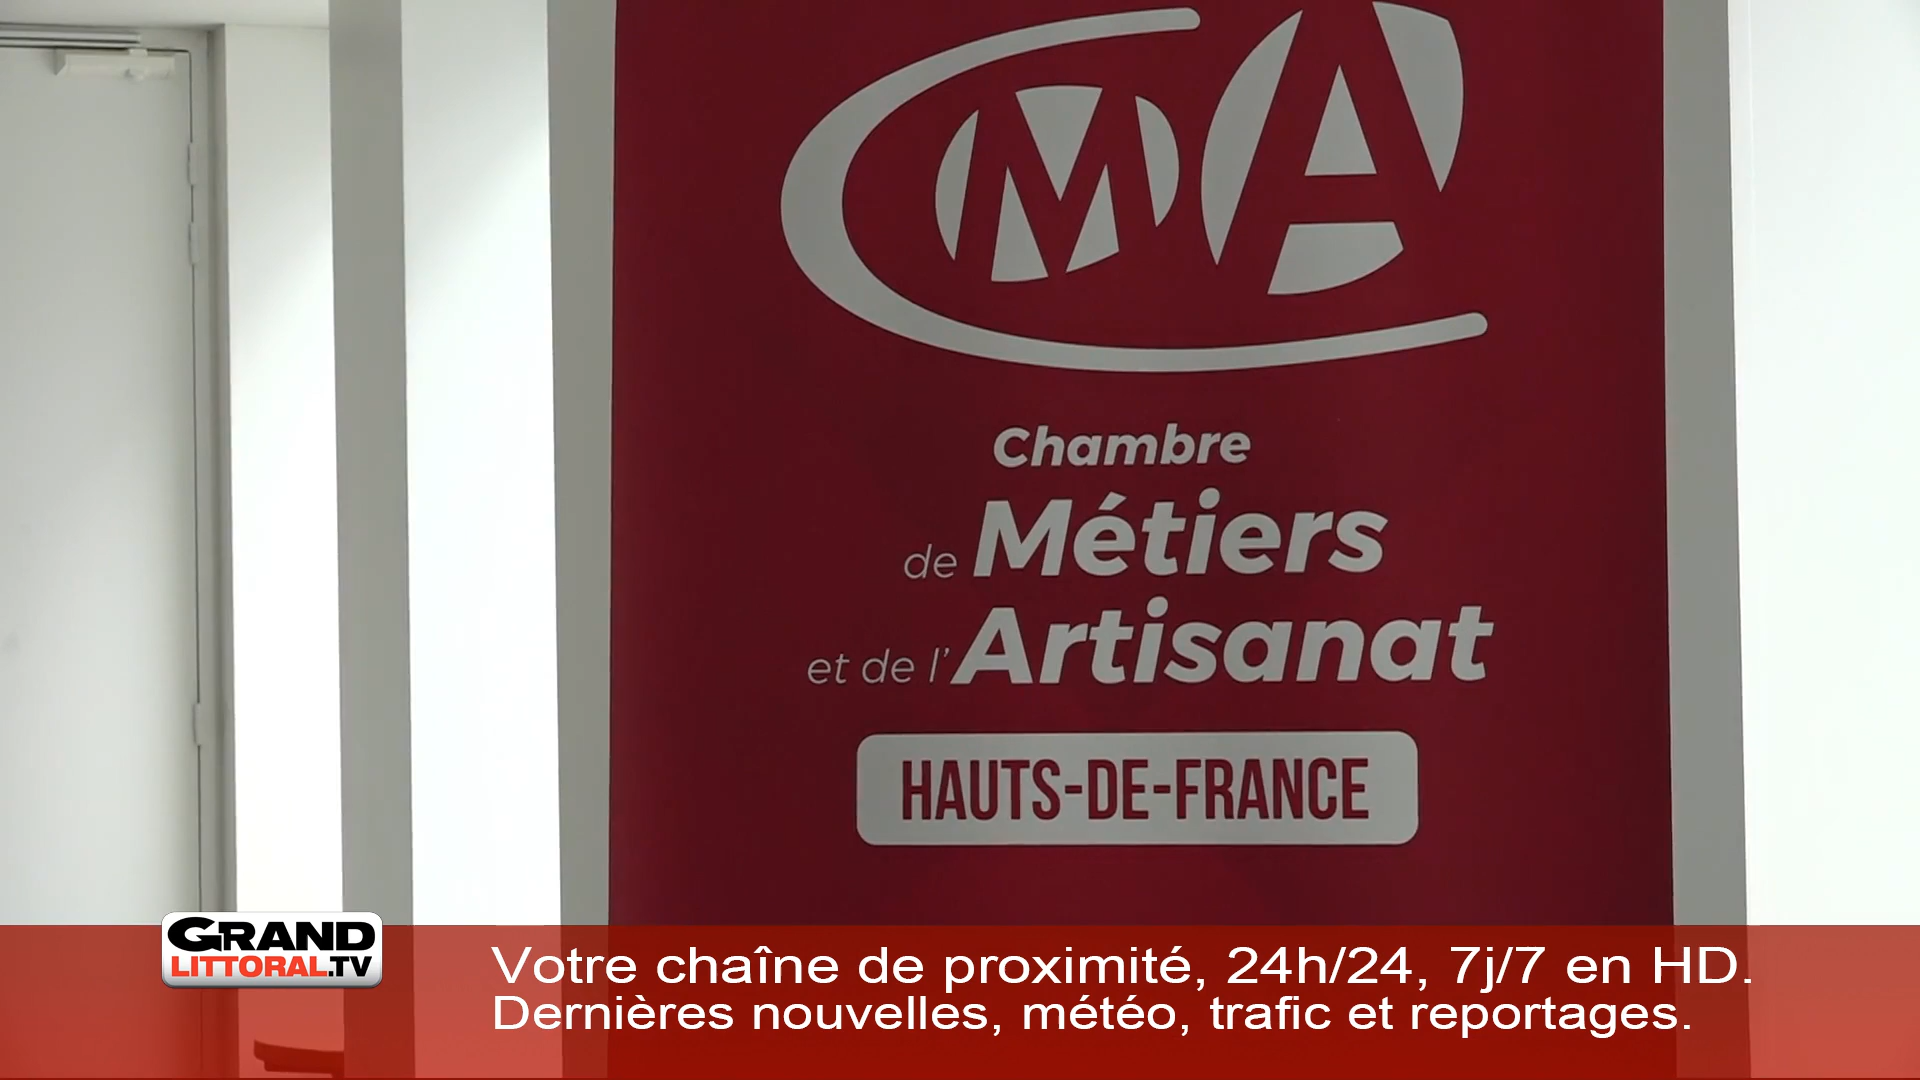 CMA
Chambre
de Métiers
et de l'Artisanat
HAUTS-DE-FRANCE
GRAND
LITTORAL.TV
Votre chaîne de proximité, 24h/24, 7j/7 en HD.
Dernières nouvelles, météo, trafic et reportages.